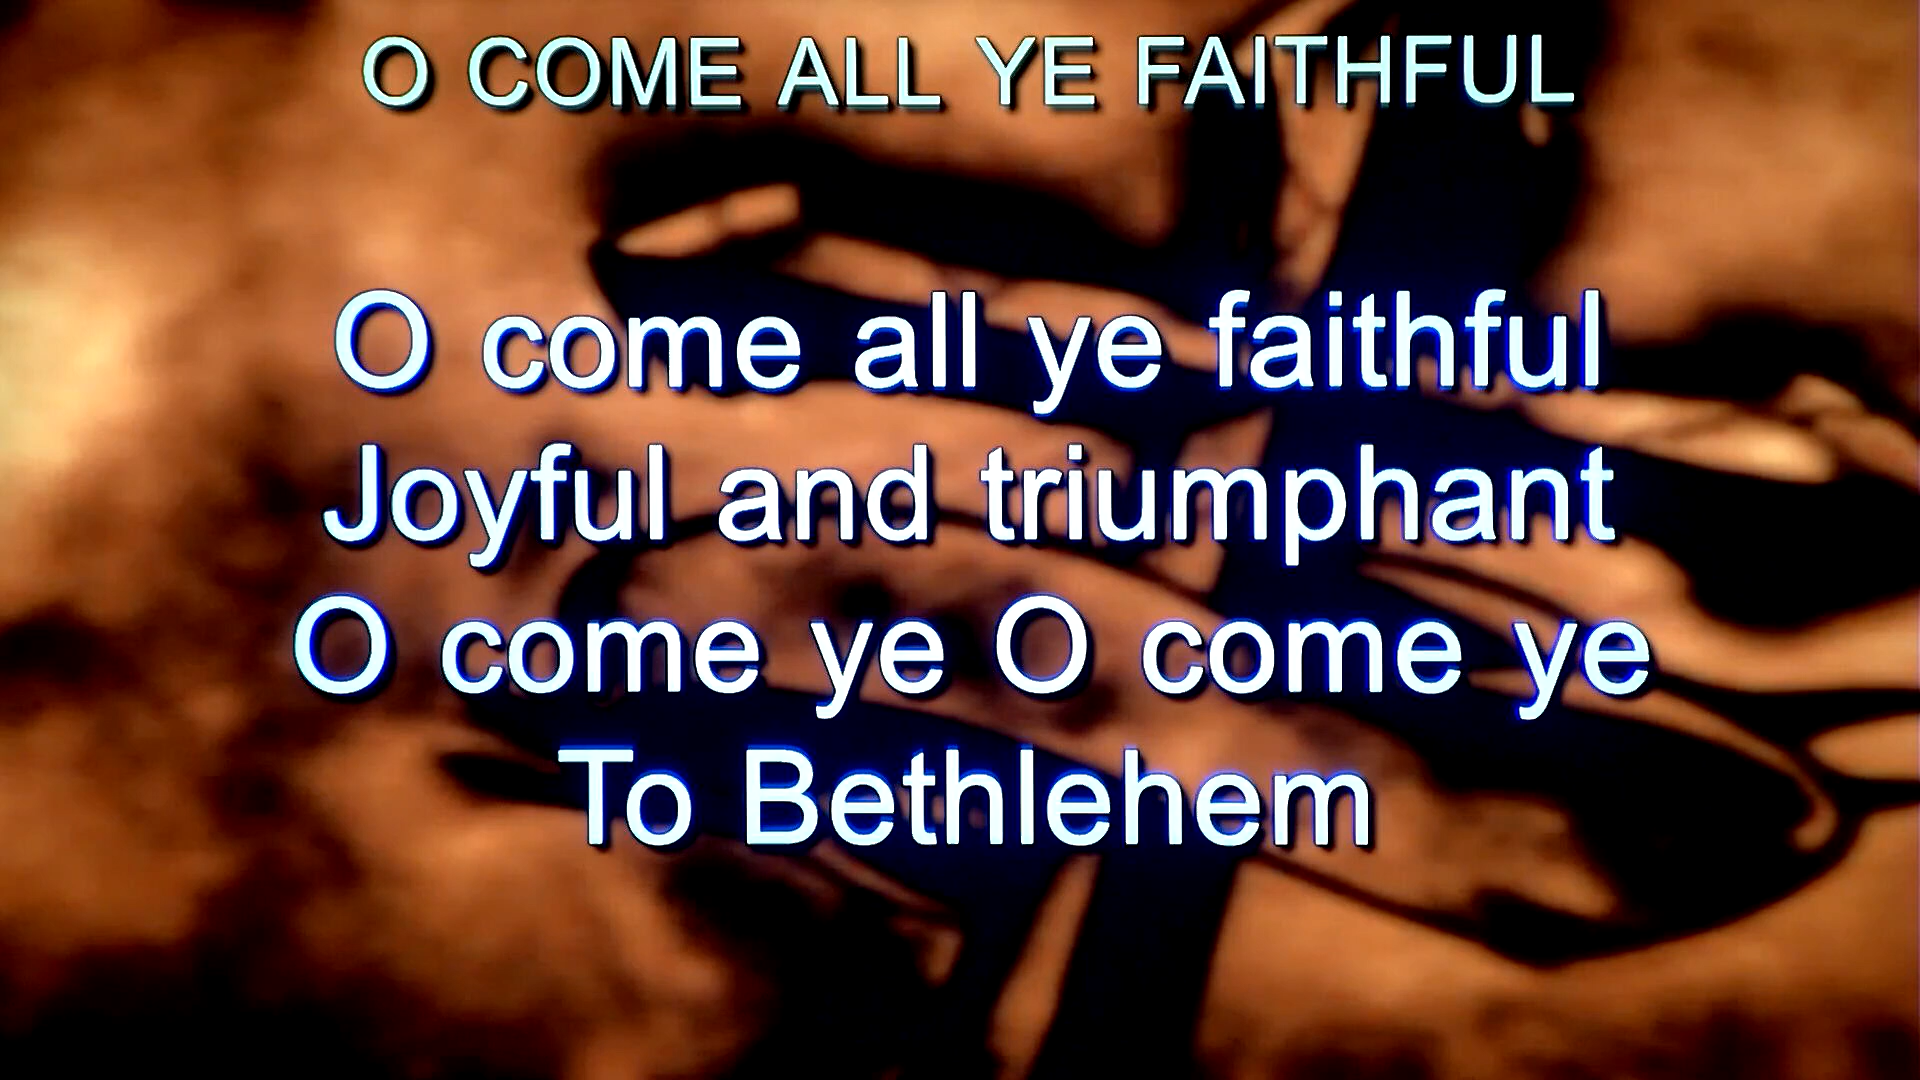 O COME ALL YE FAITHFUL
O come all ye faithful
Joyful and triumphant
O come ye O come ye
To Bethlehem